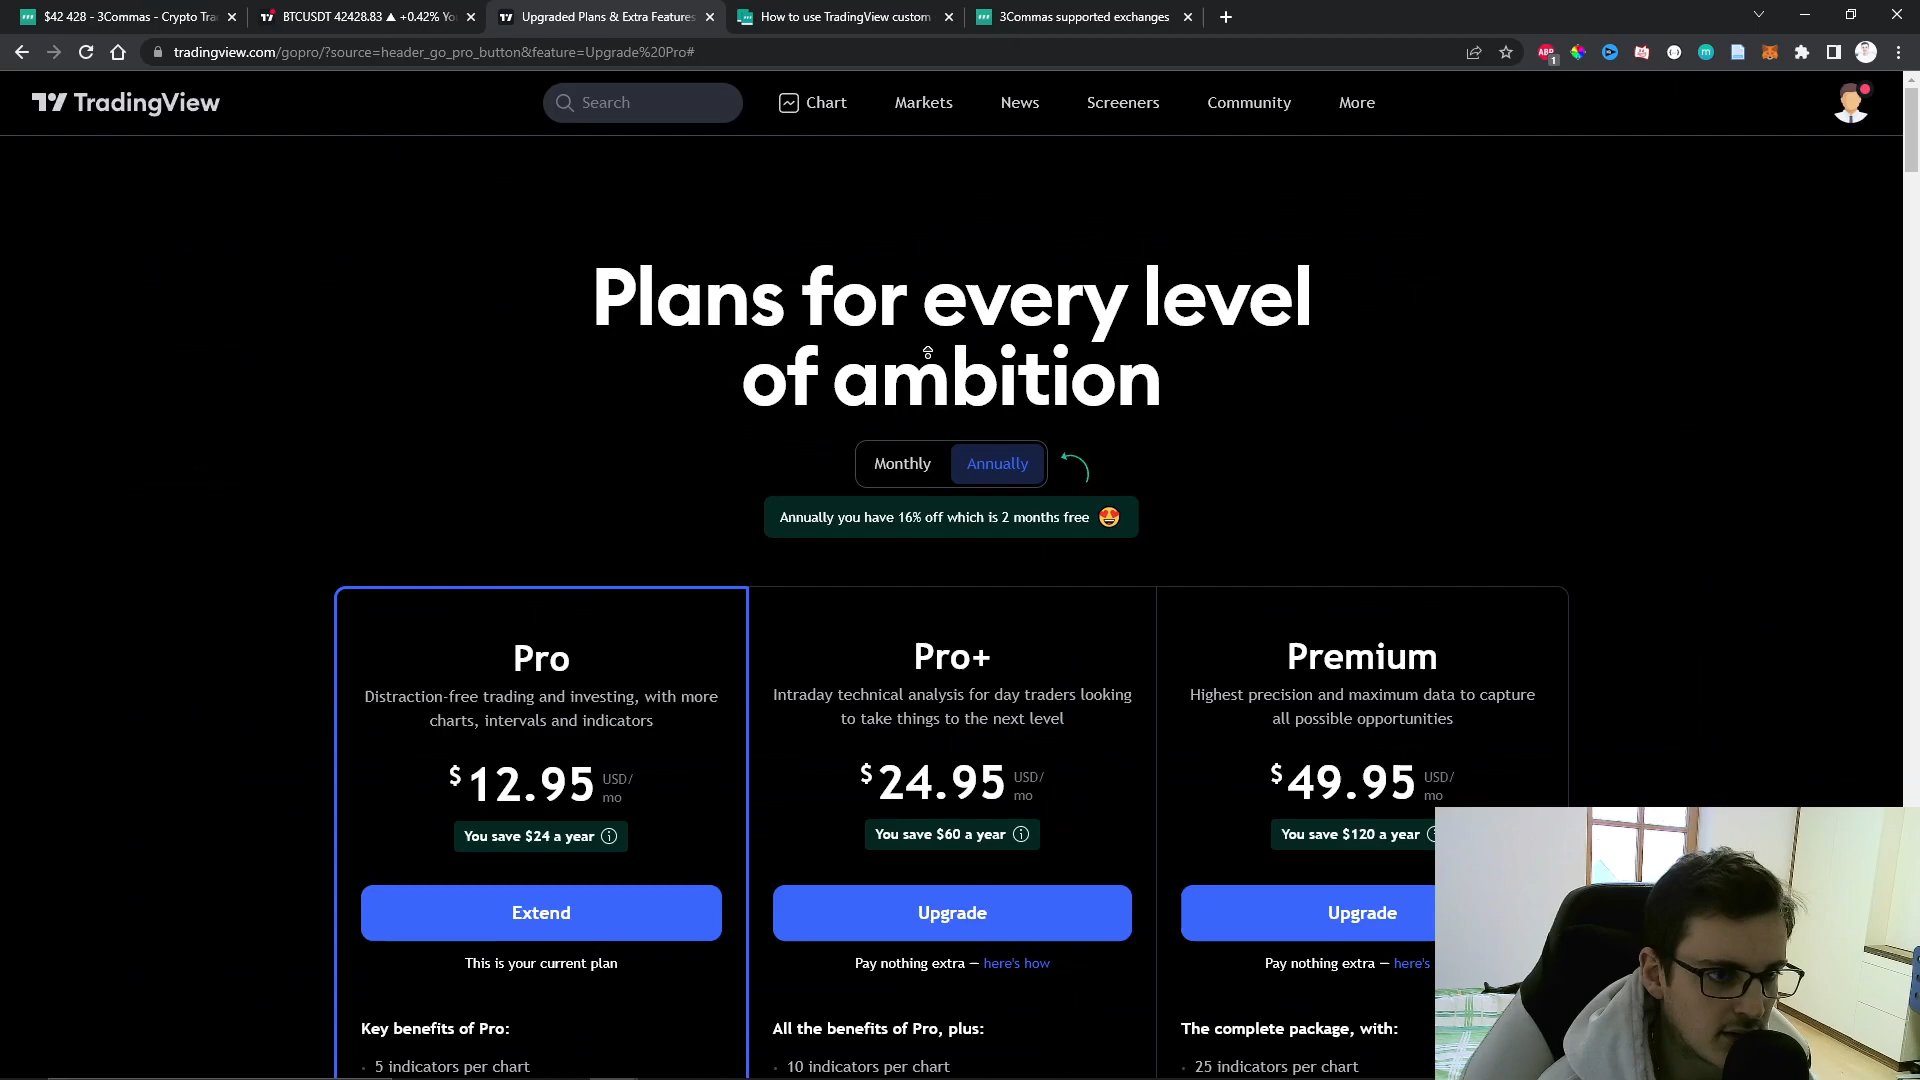 $42 428 - 3Commas - Crypto Tra
BTCUSDT 42428.83 ▲ +0.42% Yo
Upgraded Plans & Extra Features
How to use TradingView custom
3Commas supported exchanges
tradingview.com/gopro/?source=header_go_pro_button&feature=Upgrade%20Pro#
ABP
1
TradingView
Search
Chart
Markets
News
Screeners
Community
More
Plans for every level
of ambition
Monthly
Annually
Annually you have 16% off which is 2 months free
Pro
Distraction-free trading and investing, with more
charts, intervals and indicators
$12.95 USD/
mo
You save $24 a year
Extend
This is your current plan
Key benefits of Pro:
· 5 indicators per chart
Pro+
Intraday technical analysis for day traders looking
to take things to the next level
$24.95 USD/
mo
You save $60 a year
Upgrade
Pay nothing extra — here's how
All the benefits of Pro, plus:
· 10 indicators per chart
Premium
Highest precision and maximum data to capture
all possible opportunities
$49.95 USD/
mo
You save $120 a year
Upgrade
Pay nothing extra — here's
The complete package, with:
· 25 indicators per chart